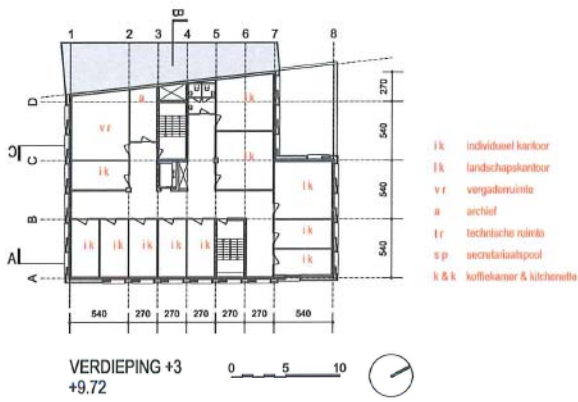 B
1 2 3 4 5 6 7 8
270
D
a
i k
v r
540
C
C
i k
i k
l k
540
B
i k i k i k i k i k
i k
540
A
i k
A
540 270 270 270 270 270 540
i k individueel kantoor
l k landschapskantoor
v r vergaderruimte
a archief
t r technische ruimte
s p secretariaatspool
k & k koffiekamer & kitchenette
VERDIEPING +3
+9.72
0 5 10